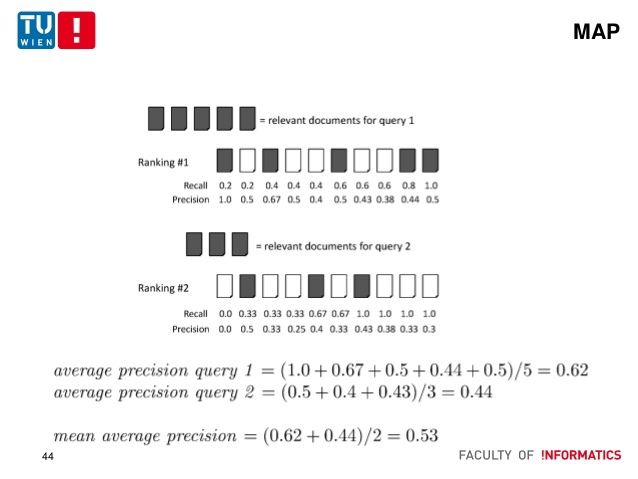 TU
WIEN
!
MAP
= relevant documents for query 1
Ranking #1
Recall 0.2 0.2 0.4 0.4 0.4 0.6 0.6 0.6 0.8 1.0
Precision 1.0 0.5 0.67 0.5 0.4 0.5 0.43 0.38 0.44 0.5
= relevant documents for query 2
Ranking #2
Recall 0.0 0.33 0.33 0.33 0.67 0.67 1.0 1.0 1.0 1.0
Precision 0.0 0.5 0.33 0.25 0.4 0.33 0.43 0.38 0.33 0.3
average precision query 1 = (1.0 + 0.67 + 0.5 + 0.44 + 0.5)/5 = 0.62
average precision query 2 = (0.5 + 0.4 + 0.43)/3 = 0.44
mean average precision = (0.62 + 0.44)/2 = 0.53
44
FACULTY OF !NFORMATICS